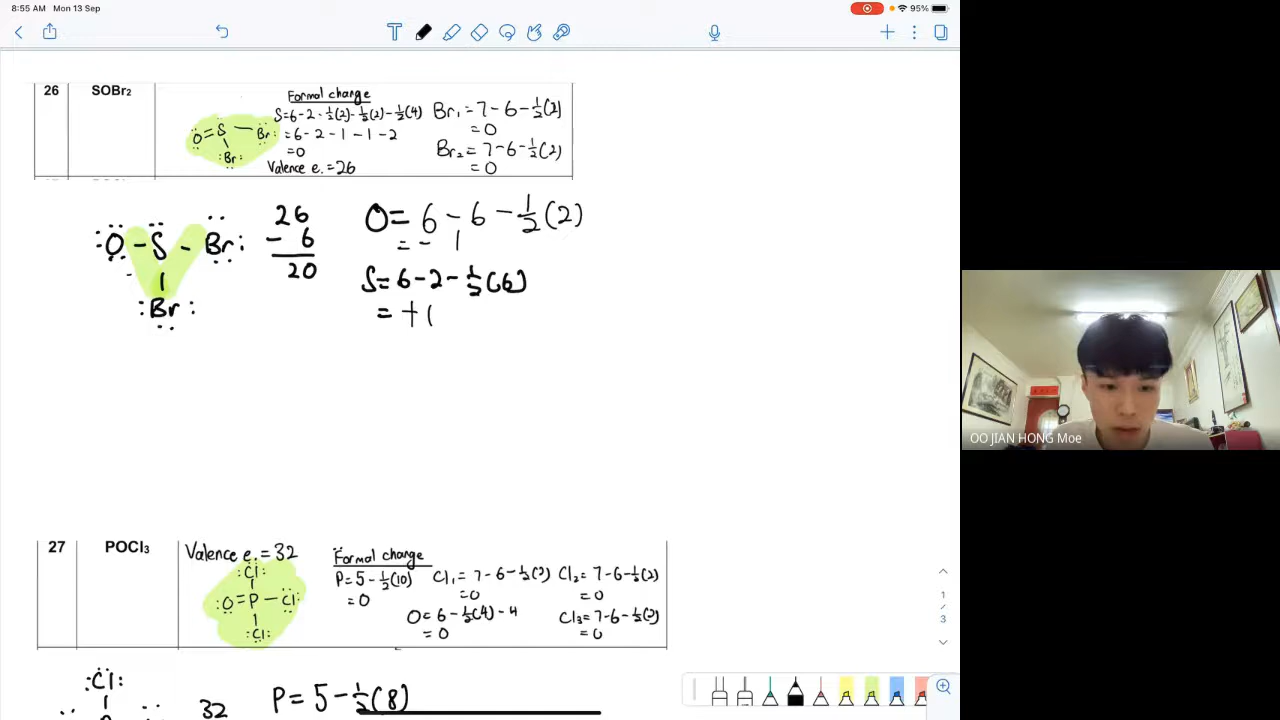 8:55 AM Mon 13 Sep
95%
26 SOBr₂
Formal charge
S=6-2-½(2)-½(2)-½(4)
=6-2-1-1-2
=0
Valence e.=26
Br₁=7-6-½(2)
=0
Br₂=7-6-½(2)
=0
O=S-Br:
:Br:
:O-S-Br:
:Br:
26
- 6
20
O= 6-6-½(2)
= -1
S=6-2-½(6)
= +1
27 POCl₃
Valence e.=32
:Cl:
O=P-Cl:
:Cl:
Formal charge
P=5-½(10)
=0
Cl₁=7-6-½(2)
=0
Cl₂=7-6-½(2)
=0
O=6-½(4)-4
=0
Cl₃=7-6-½(2)
=0
:Cl:
32
P=5-½(8)
1
/
3
OO JIAN HONG Moe